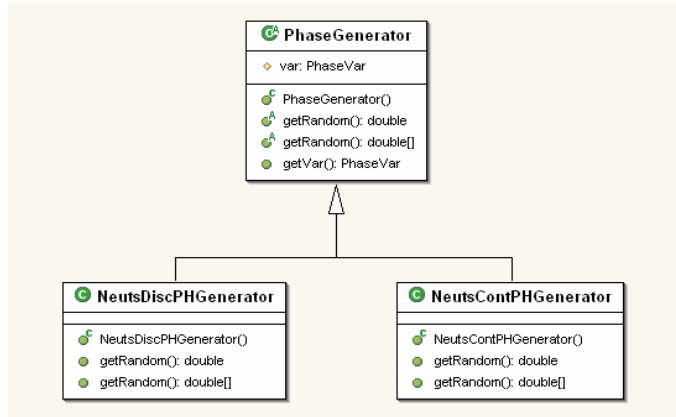 PhaseGenerator
var: PhaseVar
PhaseGenerator()
getRandom(): double
getRandom(): double[]
getVar(): PhaseVar
NeutsDiscPHGenerator
NeutsDiscPHGenerator()
getRandom(): double
getRandom(): double[]
NeutsContPHGenerator
NeutsContPHGenerator()
getRandom(): double
getRandom(): double[]